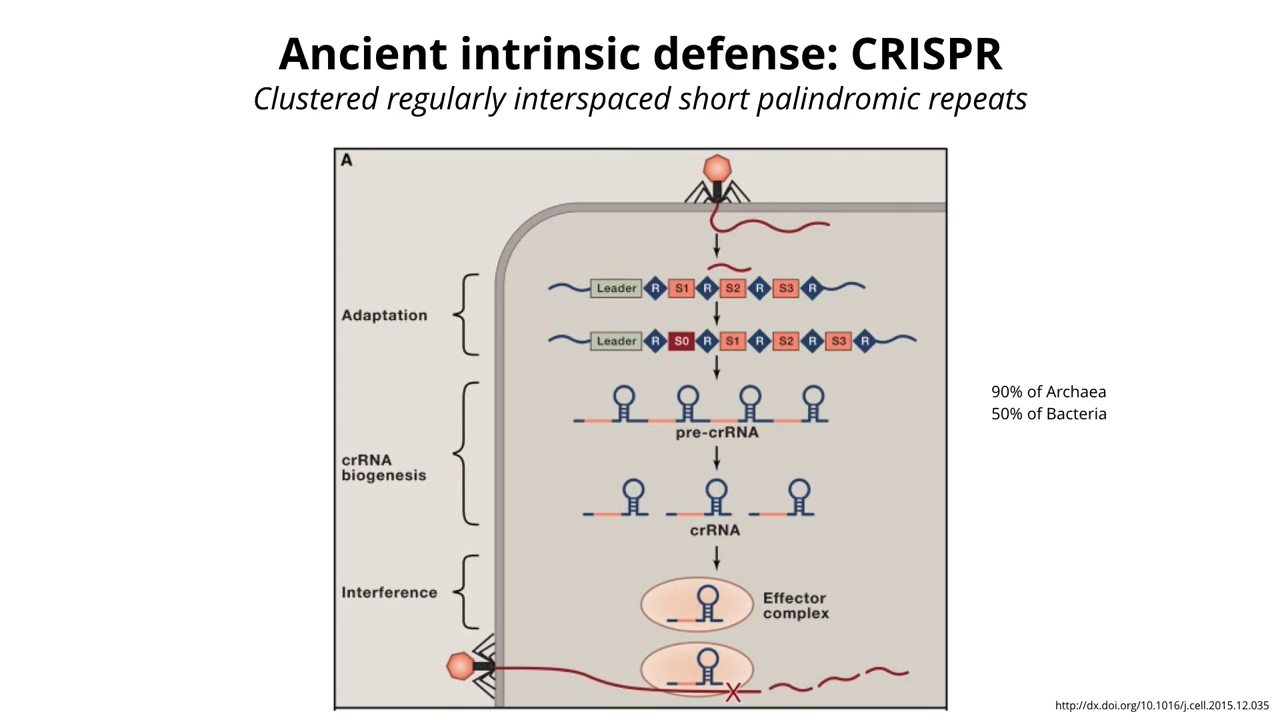 Ancient intrinsic defense: CRISPR
Clustered regularly interspaced short palindromic repeats
A
Adaptation
Leader R S1 R S2 R S3 R
Leader R S0 R S1 R S2 R S3 R
crRNA
biogenesis
pre-crRNA
crRNA
Interference
Effector
complex
X
90% of Archaea
50% of Bacteria
http://dx.doi.org/10.1016/j.cell.2015.12.035